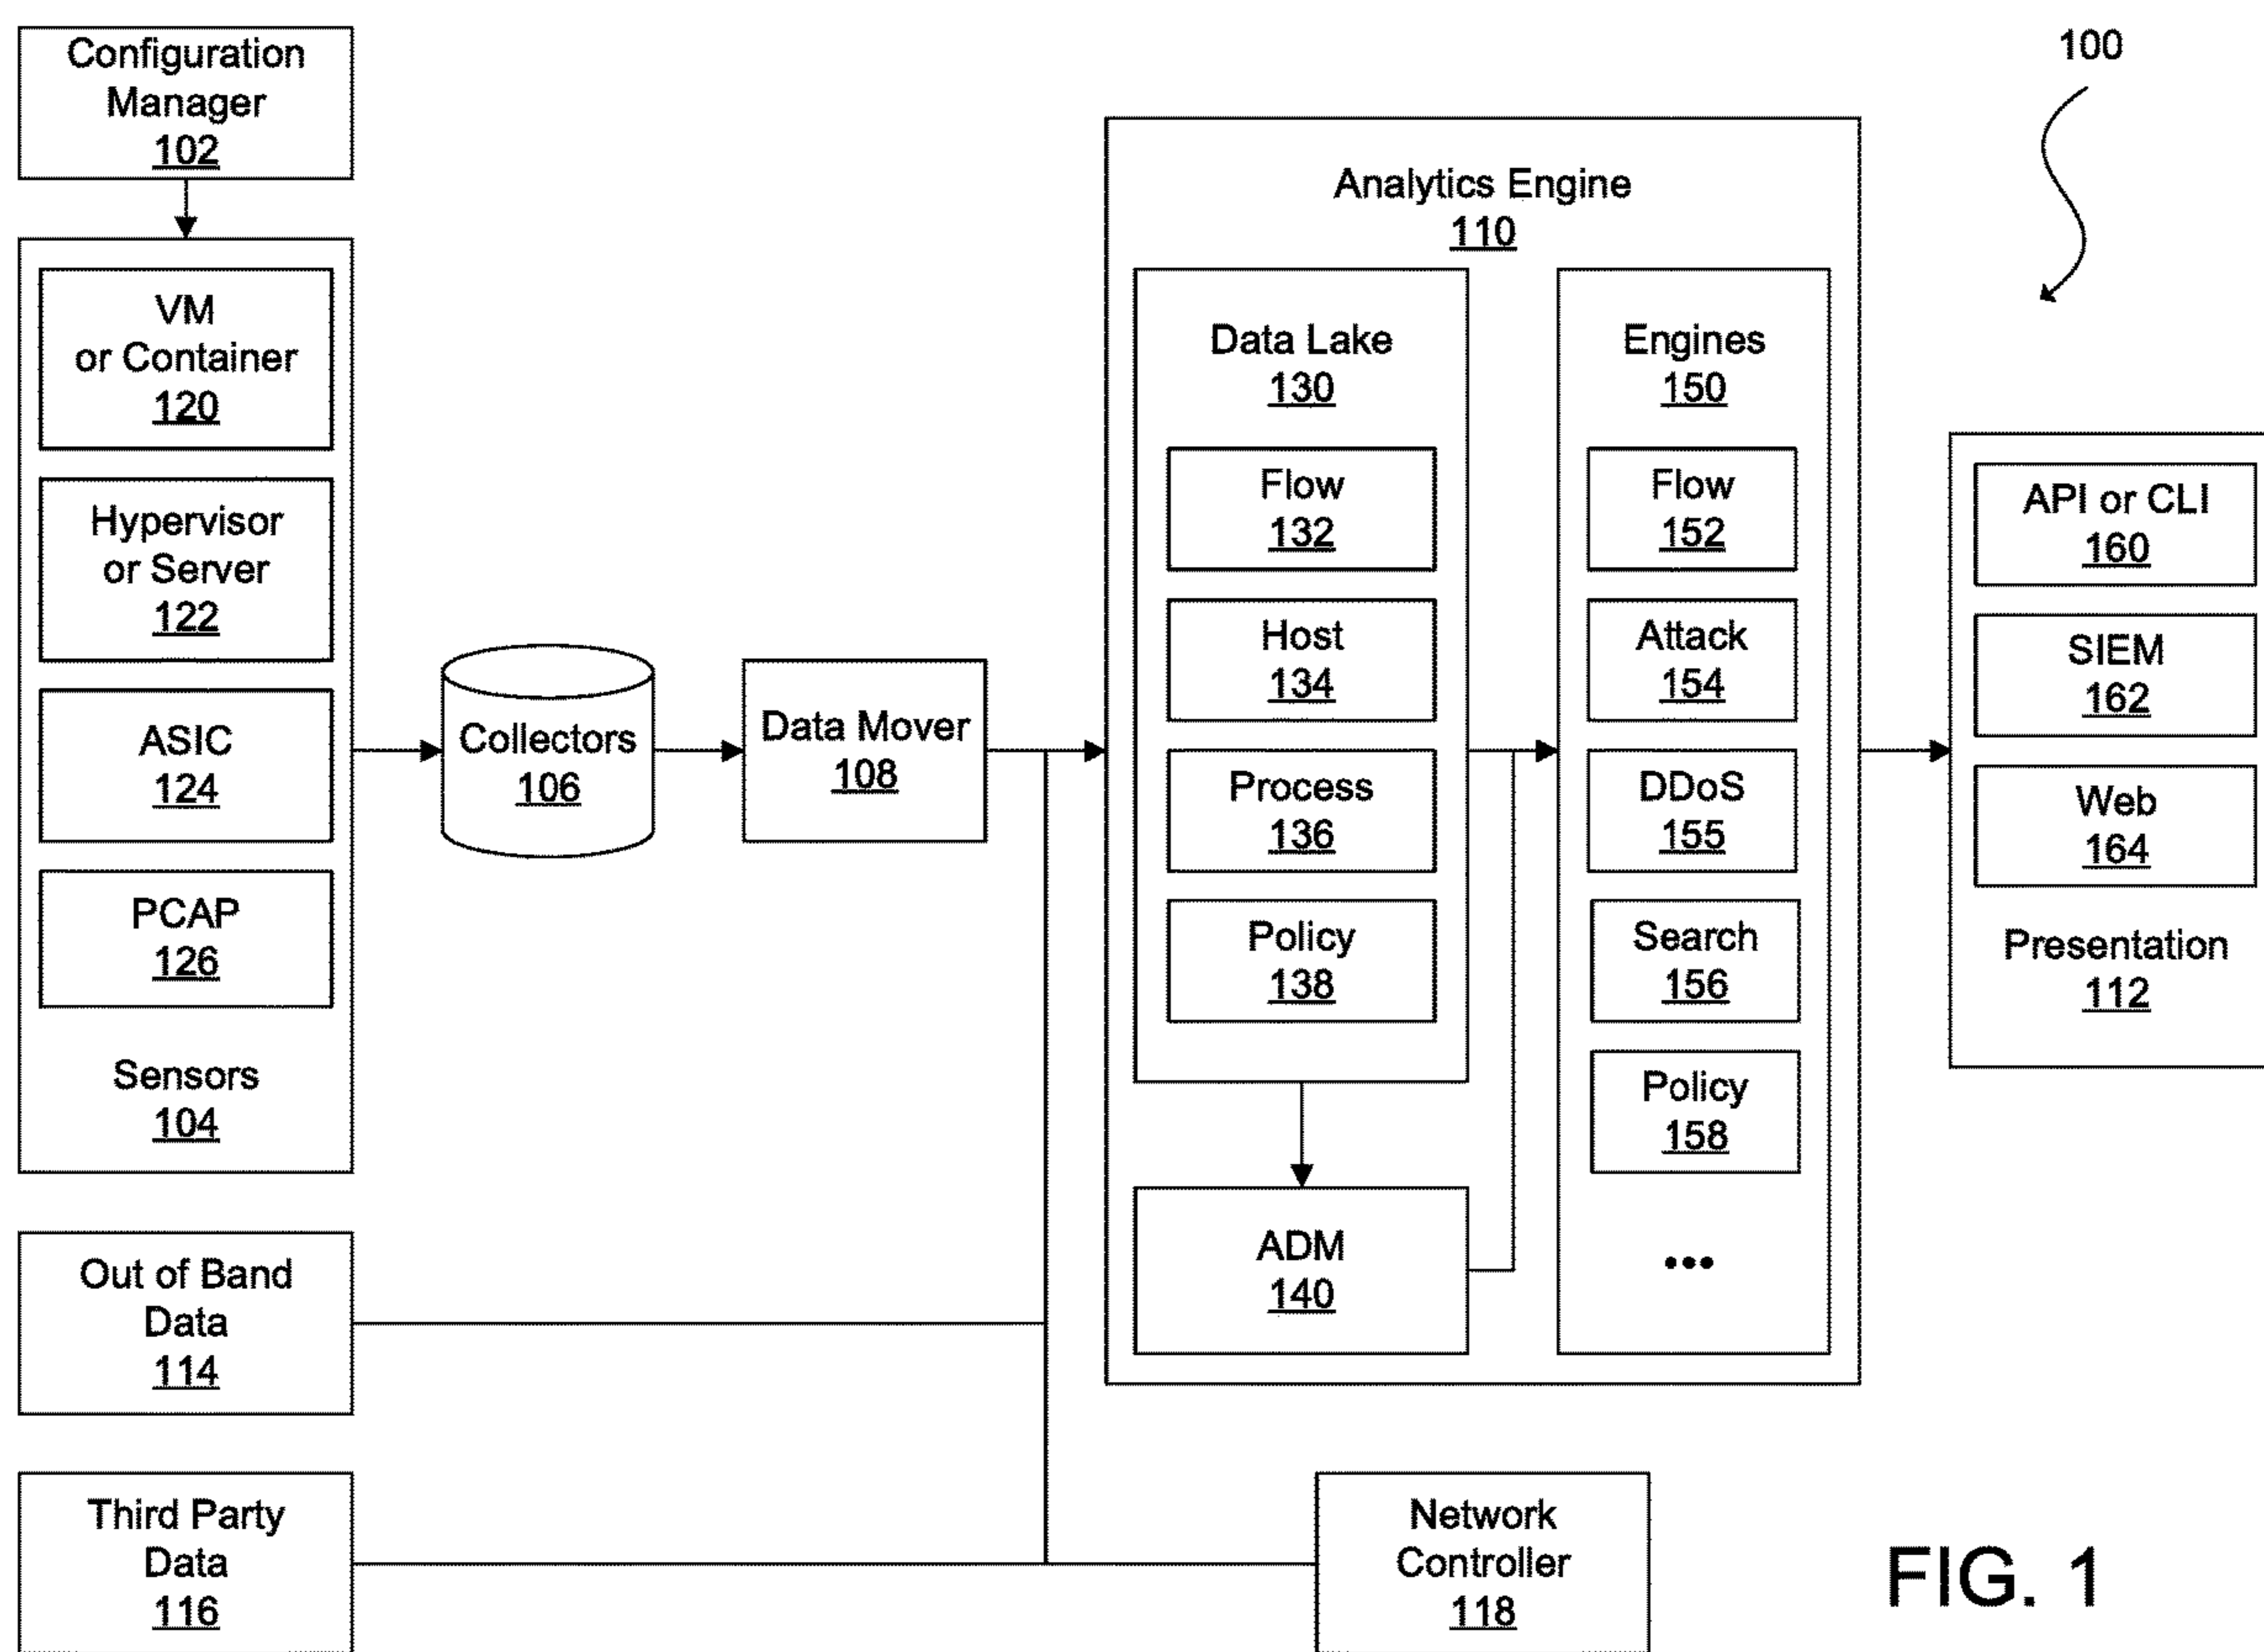 Configuration
Manager
102
100
VM
or Container
120
Hypervisor
or Server
122
ASIC
124
PCAP
126
Sensors
104
Collectors
106
Data Mover
108
Analytics Engine
110
Data Lake
130
Flow
132
Host
134
Process
136
Policy
138
ADM
140
Engines
150
Flow
152
Attack
154
DDoS
155
Search
156
Policy
158
...
API or CLI
160
SIEM
162
Web
164
Presentation
112
Out of Band
Data
114
Third Party
Data
116
Network
Controller
118
FIG. 1